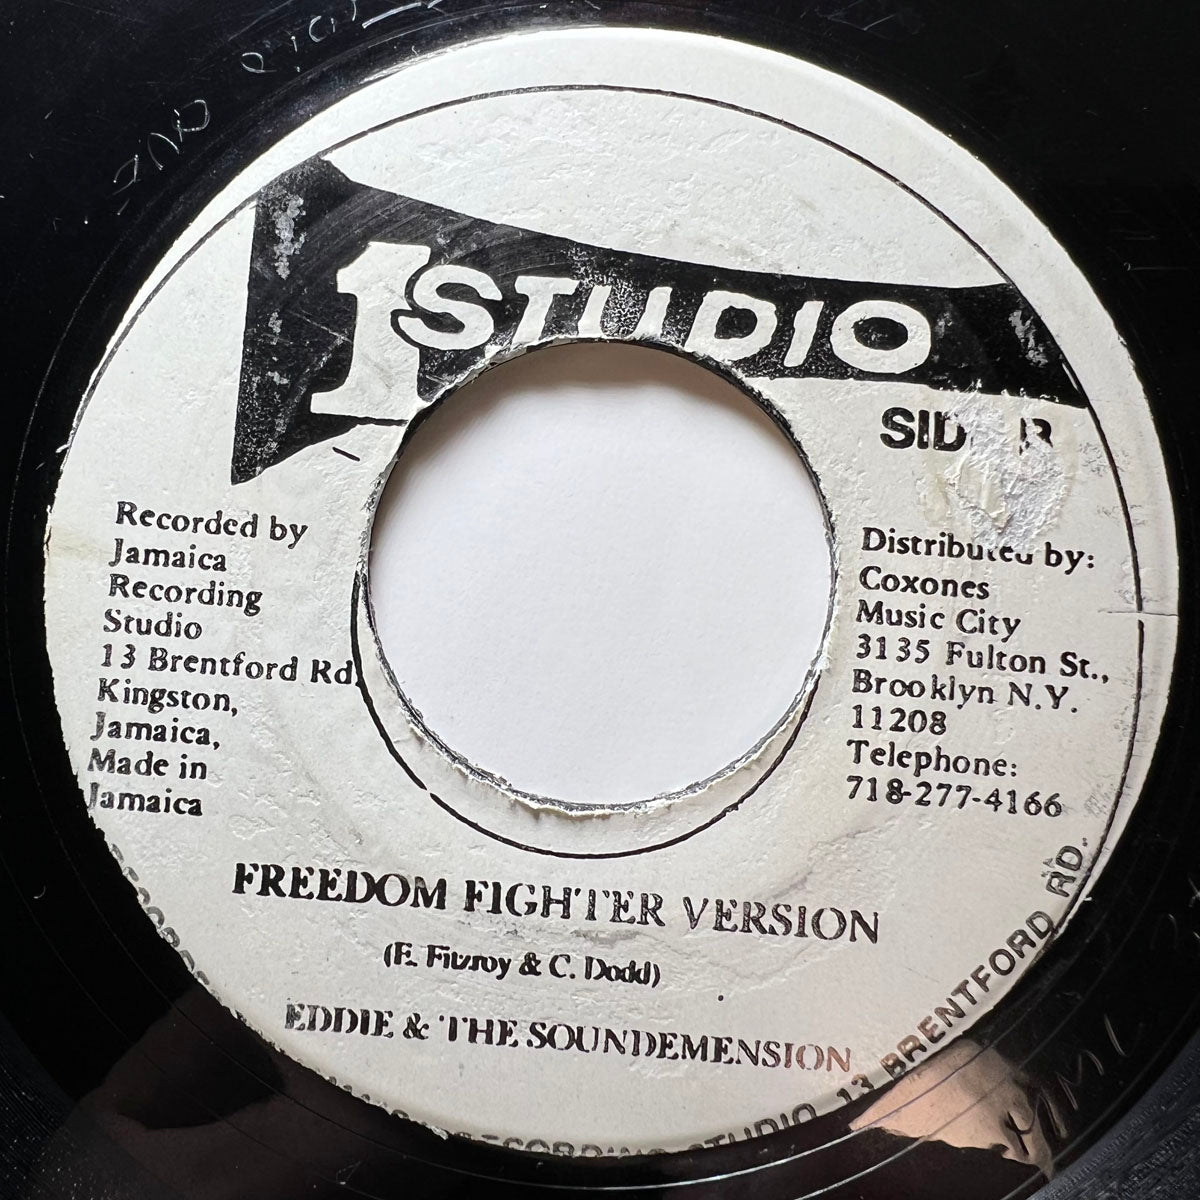 1 STUDIO
SIDE B
Recorded by
Jamaica
Recording
Studio
13 Brentford Rd
Kingston,
Jamaica,
Made in
Jamaica
Distributed by:
Coxones
Music City
3135 Fulton St.,
Brooklyn N.Y.
11208
Telephone:
718-277-4166
FREEDOM FIGHTER VERSION
(E. Fitzroy & C. Dodd)
EDDIE & THE SOUNDEMENSION
RECORDING STUDIO 13 BRENTFORD RD.